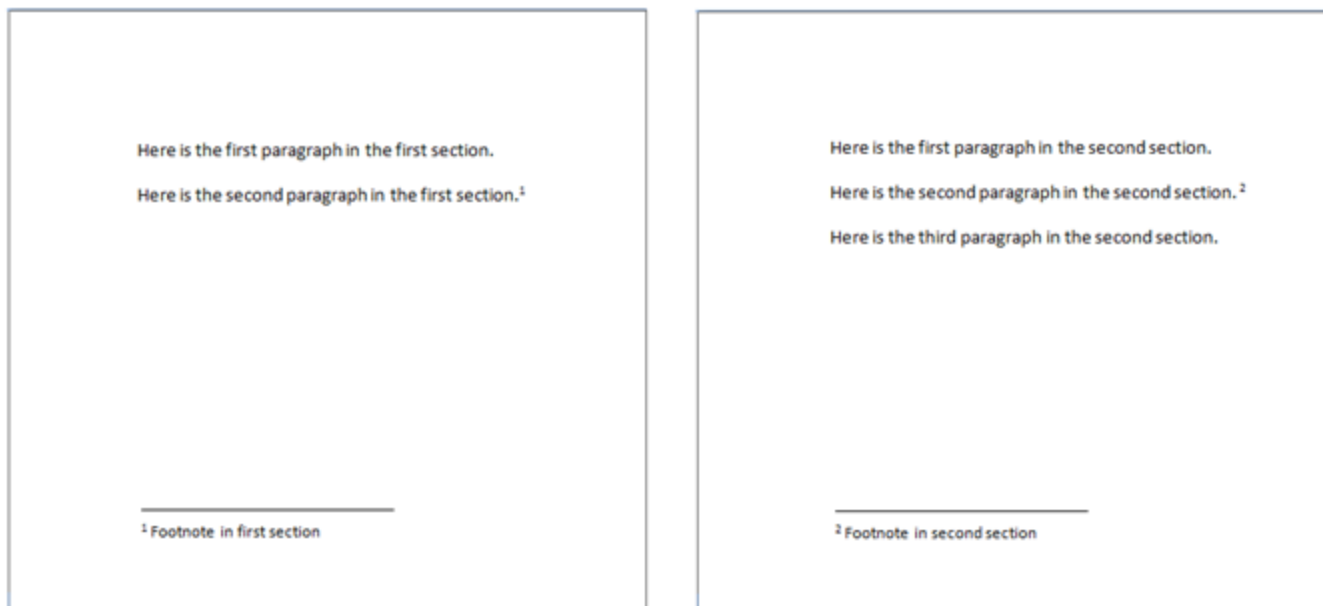 Here is the first paragraph in the first section.
Here is the second paragraph in the first section.¹
¹ Footnote in first section
Here is the first paragraph in the second section.
Here is the second paragraph in the second section. ²
Here is the third paragraph in the second section.
² Footnote in second section